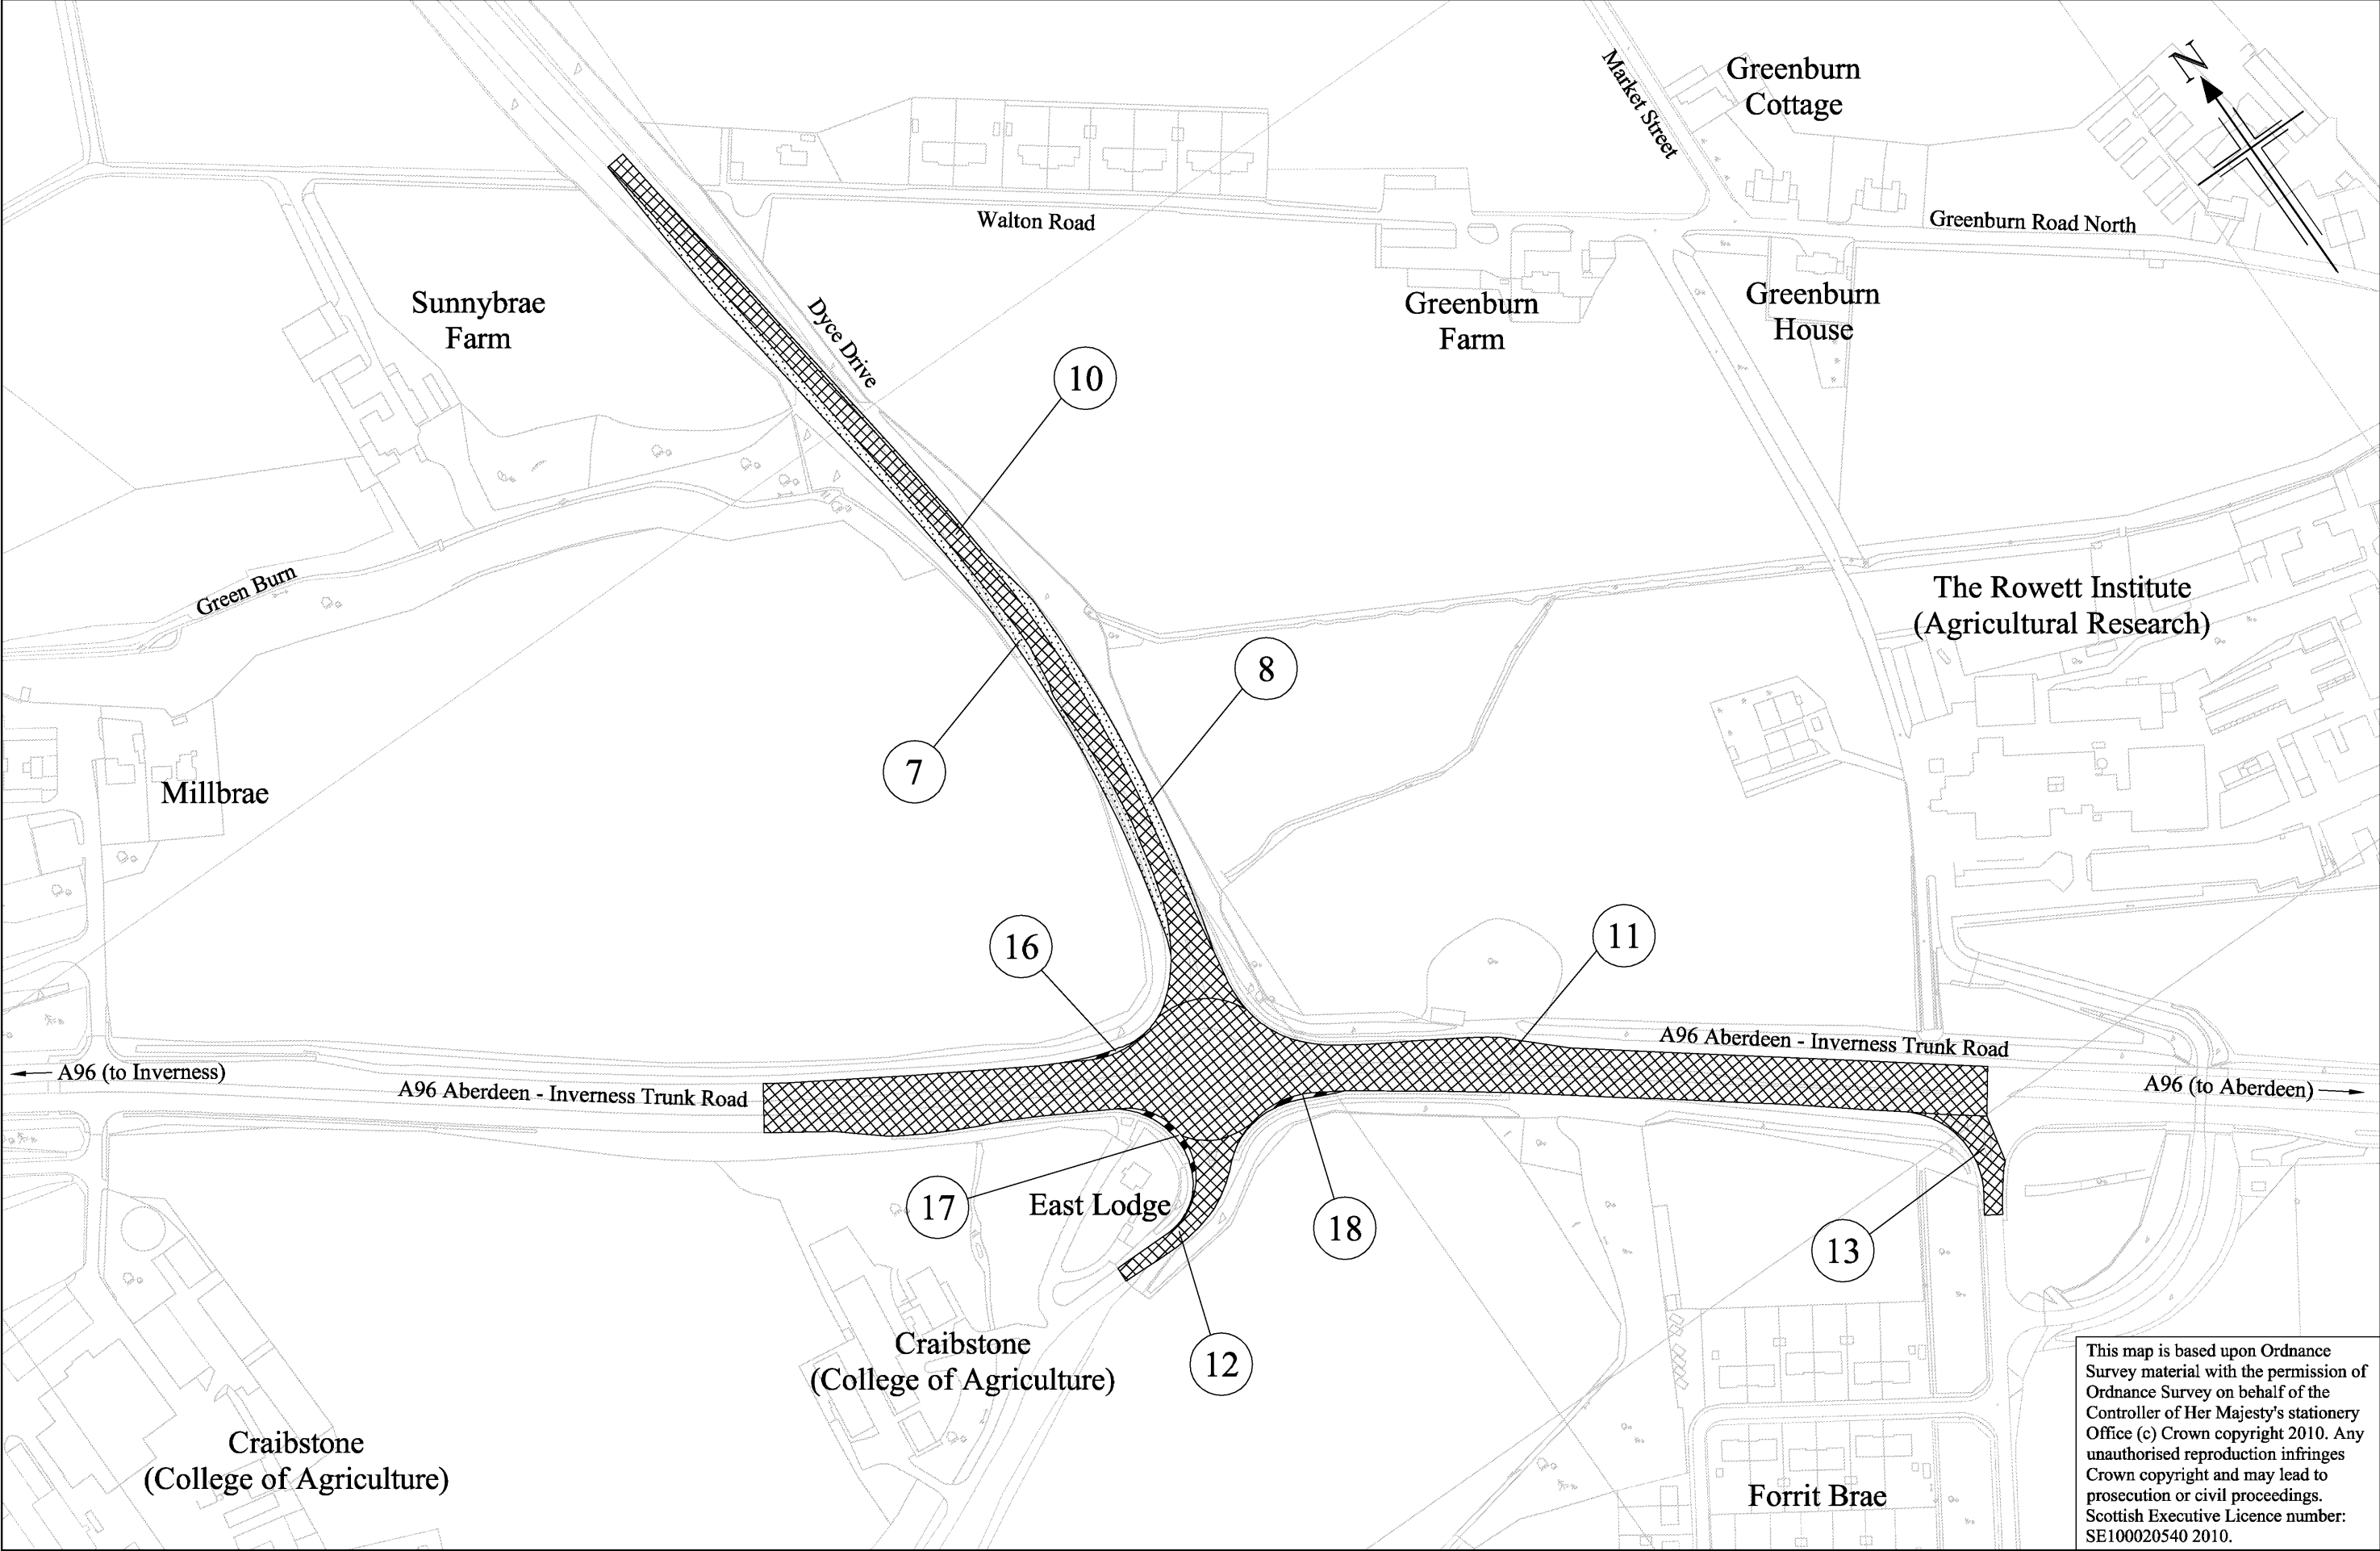 Greenburn
Cottage
Market Street
N
Walton Road
Greenburn Road North
Sunnybrae
Farm
Dyce Drive
Greenburn
Farm
Greenburn
House
10
Green Burn
The Rowett Institute
(Agricultural Research)
8
7
Millbrae
16
11
A96 Aberdeen - Inverness Trunk Road
A96 (to Inverness)
A96 Aberdeen - Inverness Trunk Road
A96 (to Aberdeen)
17
East Lodge
18
13
12
Craibstone
(College of Agriculture)
Craibstone
(College of Agriculture)
Forrit Brae
This map is based upon Ordnance
Survey material with the permission of
Ordnance Survey on behalf of the
Controller of Her Majesty's stationery
Office (c) Crown copyright 2010. Any
unauthorised reproduction infringes
Crown copyright and may lead to
prosecution or civil proceedings.
Scottish Executive Licence number:
SE100020540 2010.